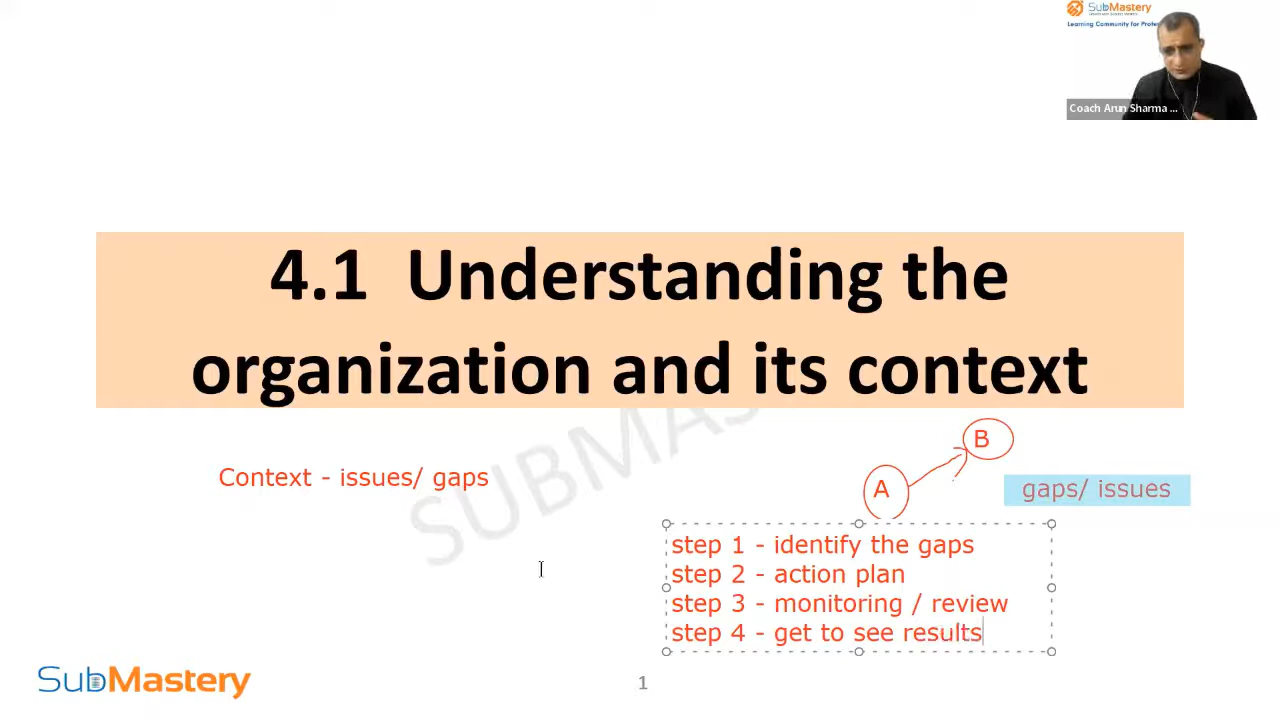 SubMastery
Learning Community for Profe
Coach Arun Sharma ...
4.1 Understanding the
organization and its context
SUBMAS
B
Context - issues/ gaps
A
gaps/ issues
step 1 - identify the gaps
step 2 - action plan
step 3 - monitoring / review
step 4 - get to see results
SubMastery
1